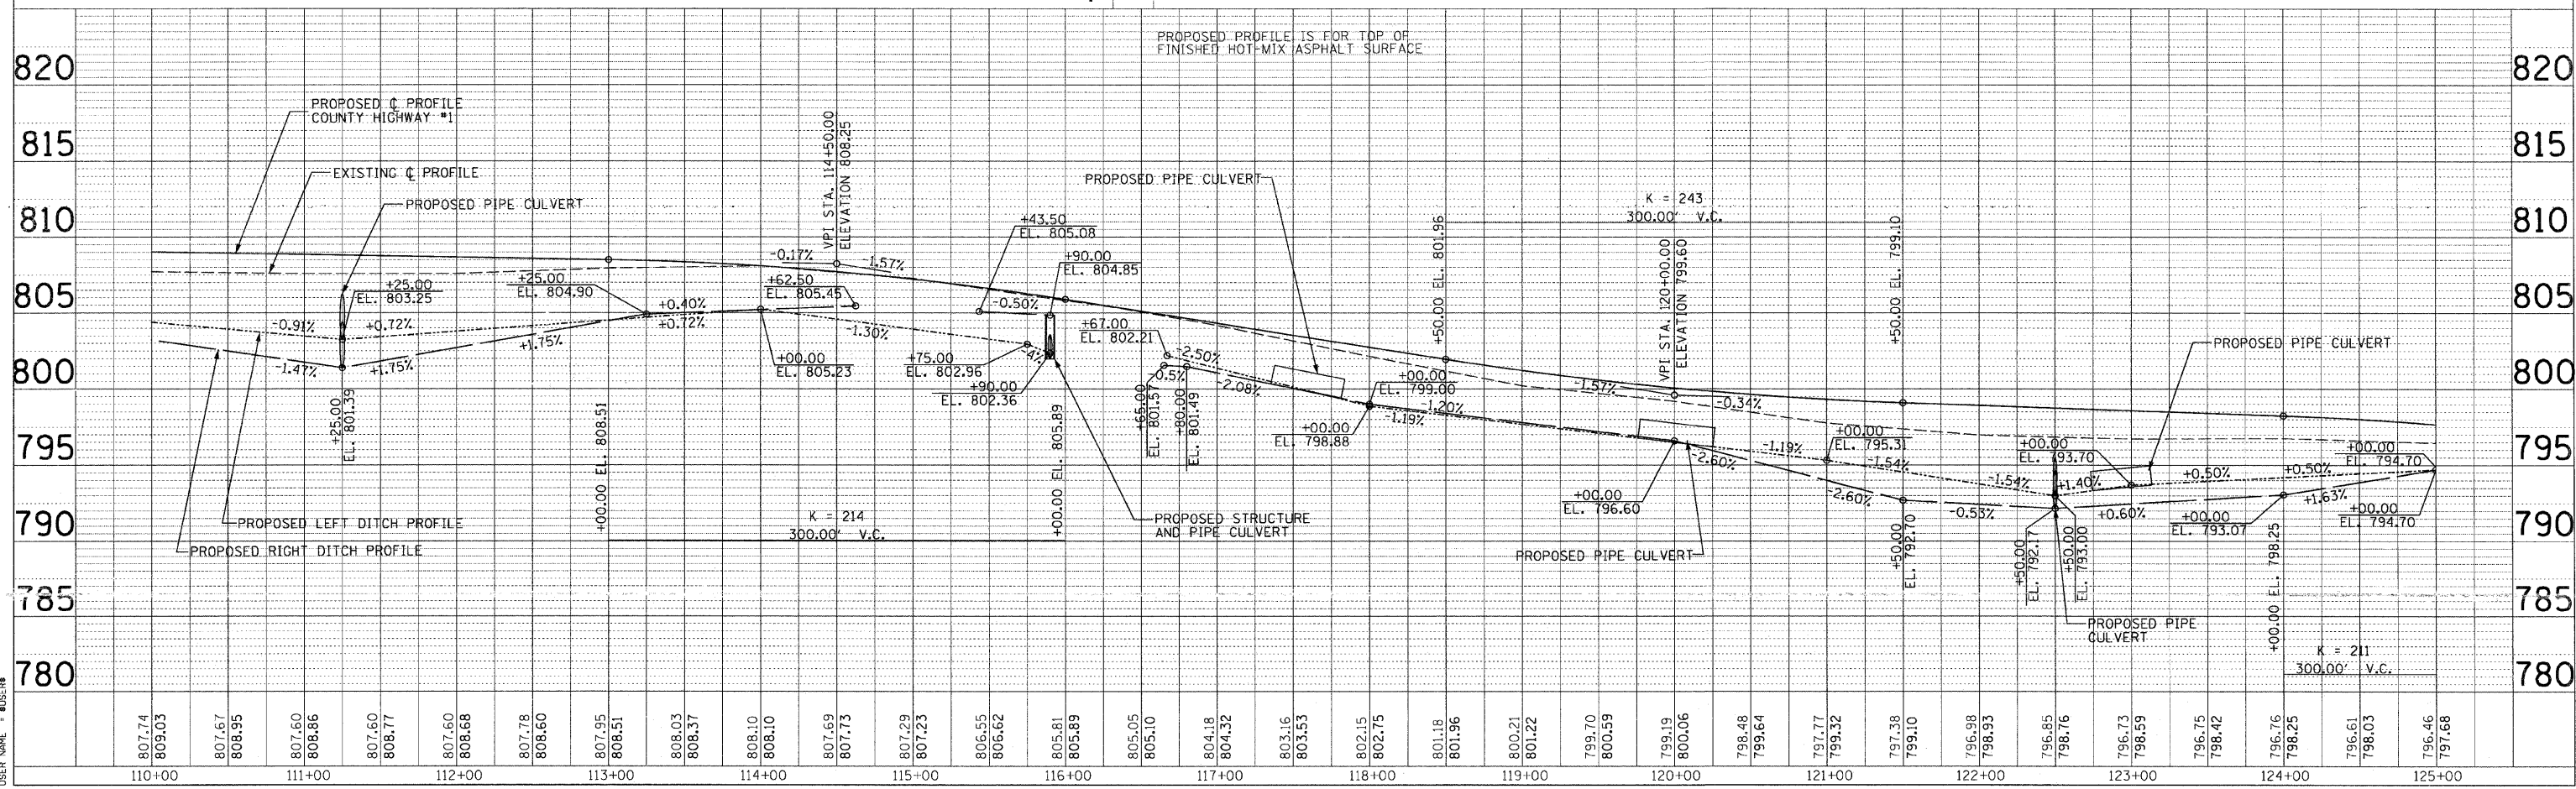 PROPOSED PROFILE IS FOR TOP OF
FINISHED HOT-MIX ASPHALT SURFACE
820
820
815
815
810
810
805
805
800
800
795
795
790
790
785
785
780
780
PROPOSED ℄ PROFILE
COUNTY HIGHWAY #1
EXISTING ℄ PROFILE
PROPOSED PIPE CULVERT
+25.00
EL. 803.25
-0.91%
+0.72%
-1.47%
+1.75%
+25.00
EL. 801.39
PROPOSED LEFT DITCH PROFILE
PROPOSED RIGHT DITCH PROFILE
+1.75%
+25.00
EL. 804.90
+0.40%
+0.72%
+00.00 EL. 808.51
VPI STA. 114+50.00
ELEVATION 808.25
-0.17%
-1.57%
+62.50
EL. 805.45
+00.00
EL. 805.23
-1.30%
K = 214
300.00' V.C.
+43.50
EL. 805.08
+90.00
EL. 804.85
-0.50%
+75.00
EL. 802.96
-4%
+90.00
EL. 802.36
+00.00 EL. 805.89
+67.00
EL. 802.21
-2.50%
-0.5%
-2.08%
+65.00
EL. 801.57
+80.00
EL. 801.49
PROPOSED STRUCTURE
AND PIPE CULVERT
PROPOSED PIPE CULVERT
+00.00
EL. 799.00
+00.00
EL. 798.88
-1.20%
-1.19%
+50.00 EL. 801.96
K = 243
300.00' V.C.
VPI STA. 120+00.00
ELEVATION 799.60
-1.57%
-0.34%
+50.00 EL. 799.10
+00.00
EL. 796.60
-2.60%
-1.19%
PROPOSED PIPE CULVERT
+00.00
EL. 795.31
-1.54%
-2.60%
+50.00
EL. 792.70
-0.53%
-1.54%
+00.00
EL. 793.70
+1.40%
+50.00
EL. 792.17
+50.00
EL. 793.00
PROPOSED PIPE
CULVERT
PROPOSED PIPE CULVERT
+0.50%
+0.50%
+0.60%
+00.00
EL. 793.07
+1.63%
+00.00
EL. 794.70
+00.00
EL. 794.70
+00.00 EL. 798.25
K = 211
300.00' V.C.
807.74
809.03
807.67
808.95
807.60
808.86
807.60
808.77
807.60
808.68
807.78
808.60
807.95
808.51
808.03
808.37
808.10
808.10
807.69
807.73
807.29
807.23
806.55
806.62
805.81
805.89
805.05
805.10
804.18
804.32
803.16
803.53
802.15
802.75
801.18
801.96
800.21
801.22
799.70
800.59
799.19
800.06
798.48
799.64
797.77
799.32
797.38
799.10
796.98
798.93
796.85
798.76
796.73
798.59
796.75
798.42
796.76
798.25
796.61
798.03
796.46
797.68
110+00
111+00
112+00
113+00
114+00
115+00
116+00
117+00
118+00
119+00
120+00
121+00
122+00
123+00
124+00
125+00
USER NAME = $USER$